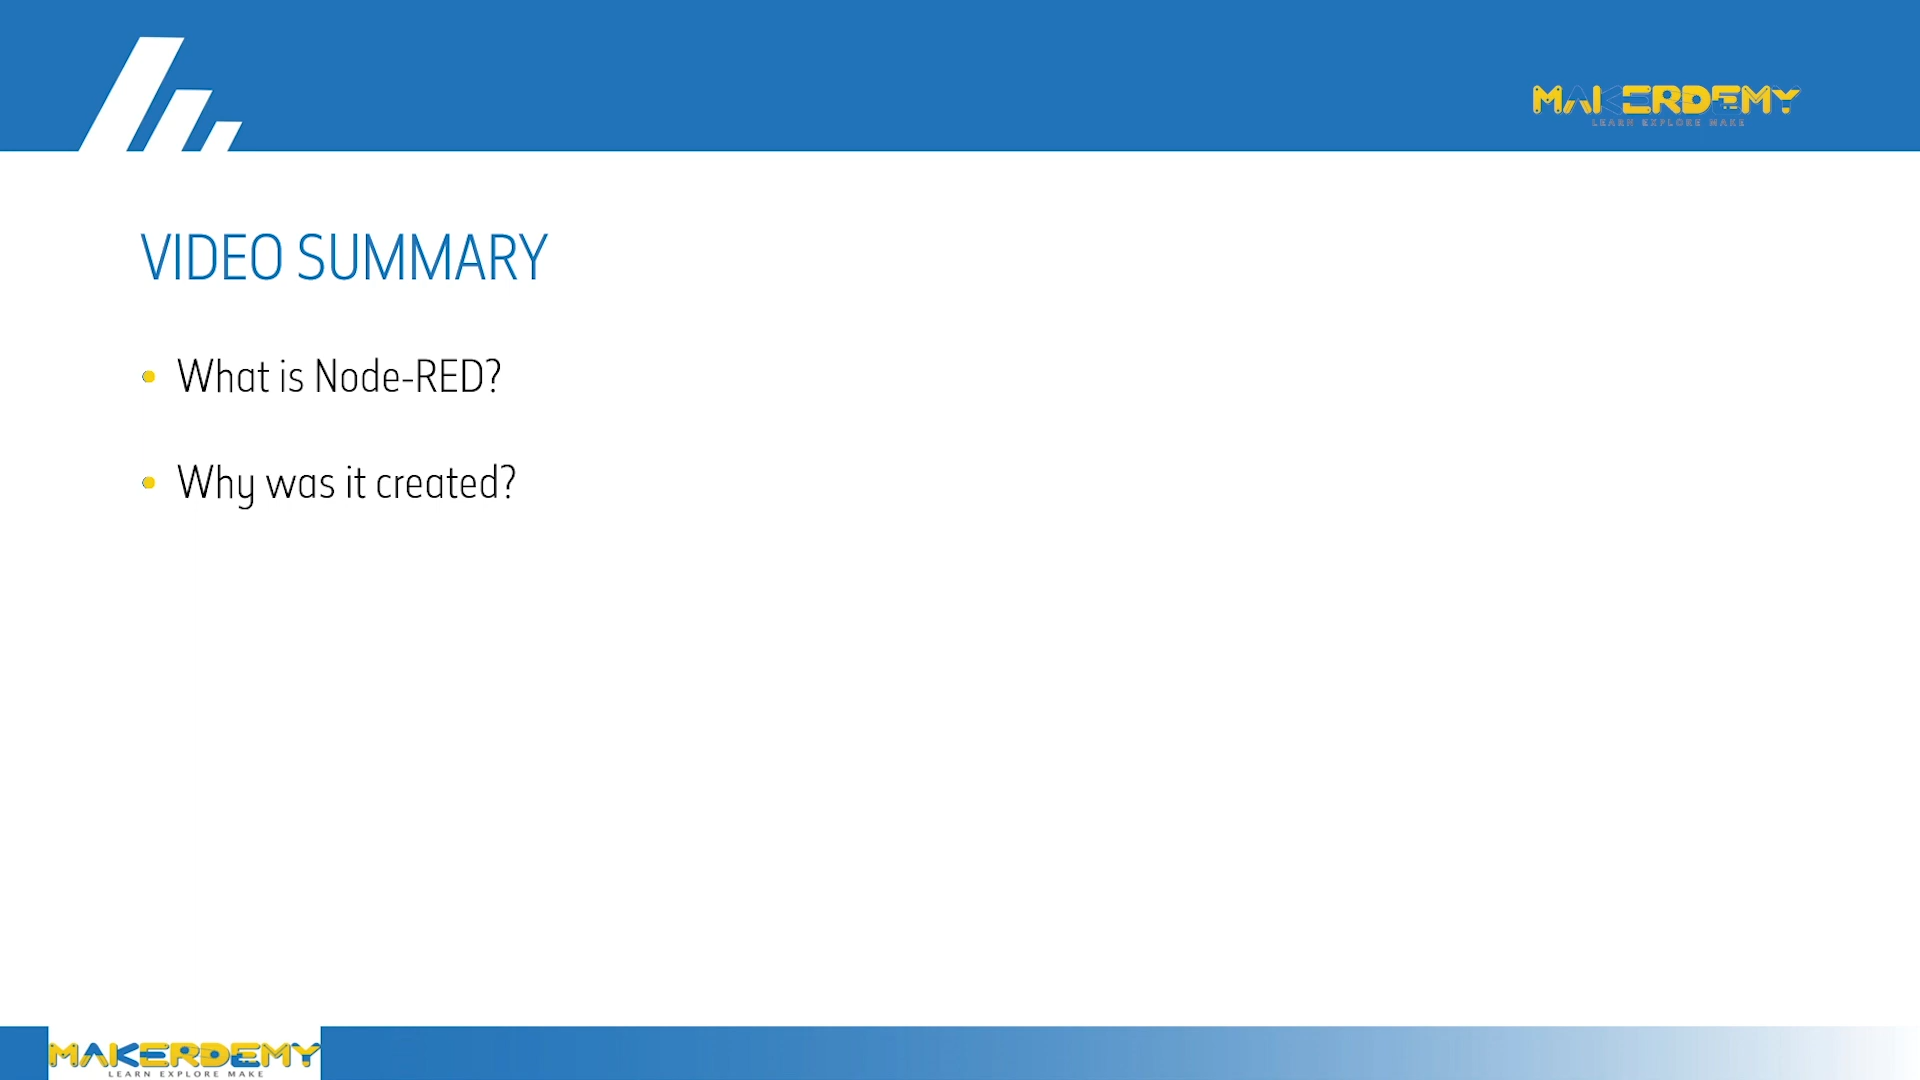 MAKERDEMY
LEARN EXPLORE MAKE
VIDEO SUMMARY
• What is Node-RED?
• Why was it created?
MAKERDEMY
LEARN EXPLORE MAKE